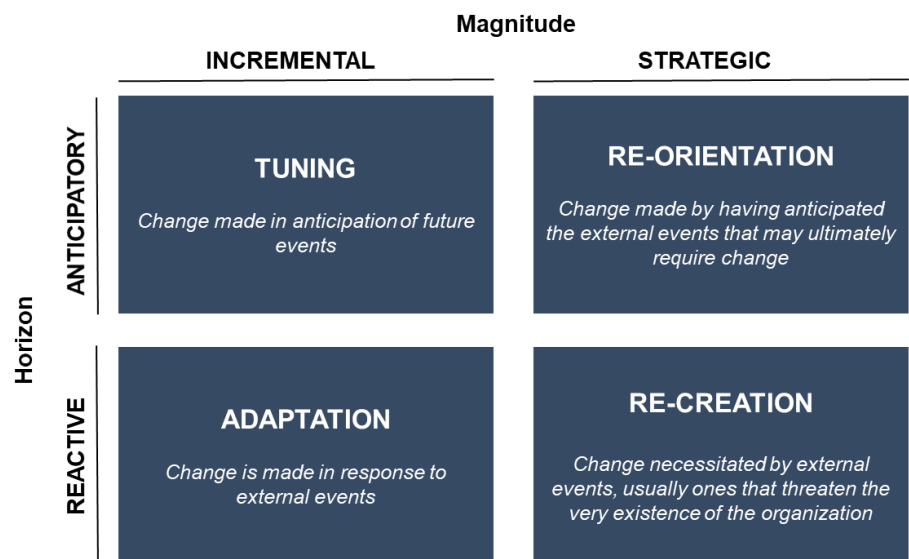 Magnitude
INCREMENTAL
STRATEGIC
Horizon
ANTICIPATORY
TUNING
Change made in anticipation of future
events
RE-ORIENTATION
Change made by having anticipated
the external events that may ultimately
require change
REACTIVE
ADAPTATION
Change is made in response to
external events
RE-CREATION
Change necessitated by external
events, usually ones that threaten the
very existence of the organization